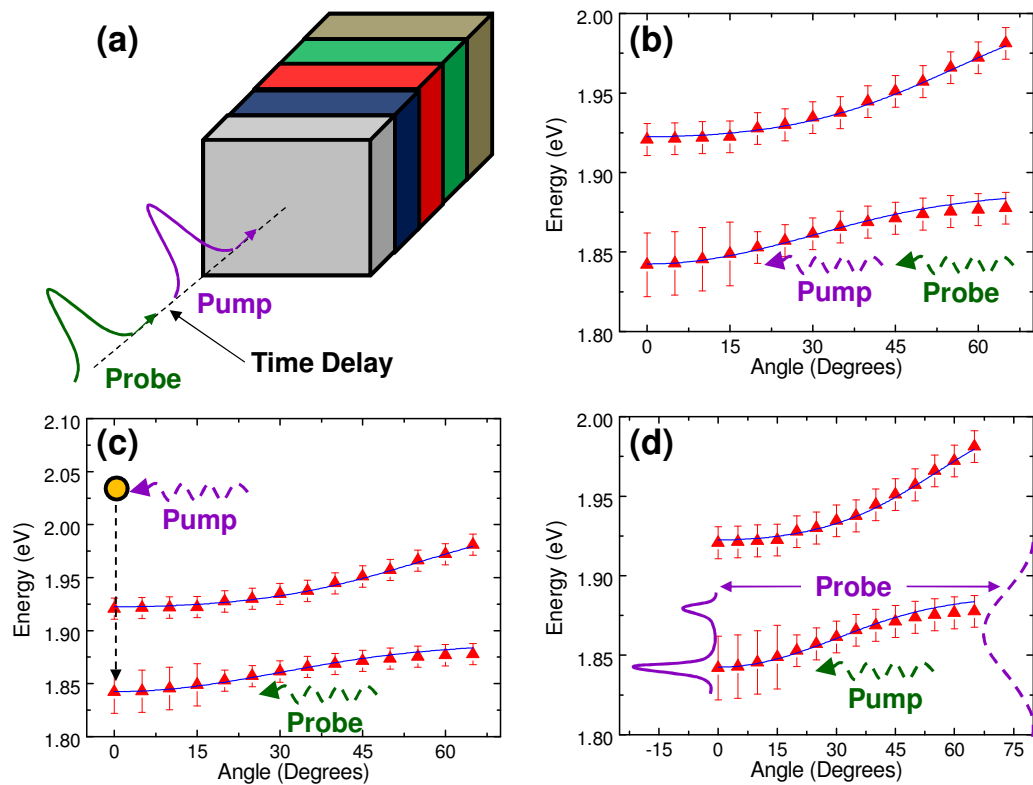 (a)
Pump
Time Delay
Probe
(b)
2.00
1.95
1.90
1.85
1.80
Energy (eV)
Pump
Probe
0 15 30 45 60
Angle (Degrees)
(c)
2.10
2.05
2.00
1.95
1.90
1.85
1.80
Energy (eV)
Pump
Probe
0 15 30 45 60
Angle (Degrees)
(d)
2.00
1.95
1.90
1.85
1.80
Energy (eV)
Probe
Pump
-15 0 15 30 45 60 75
Angle (Degrees)